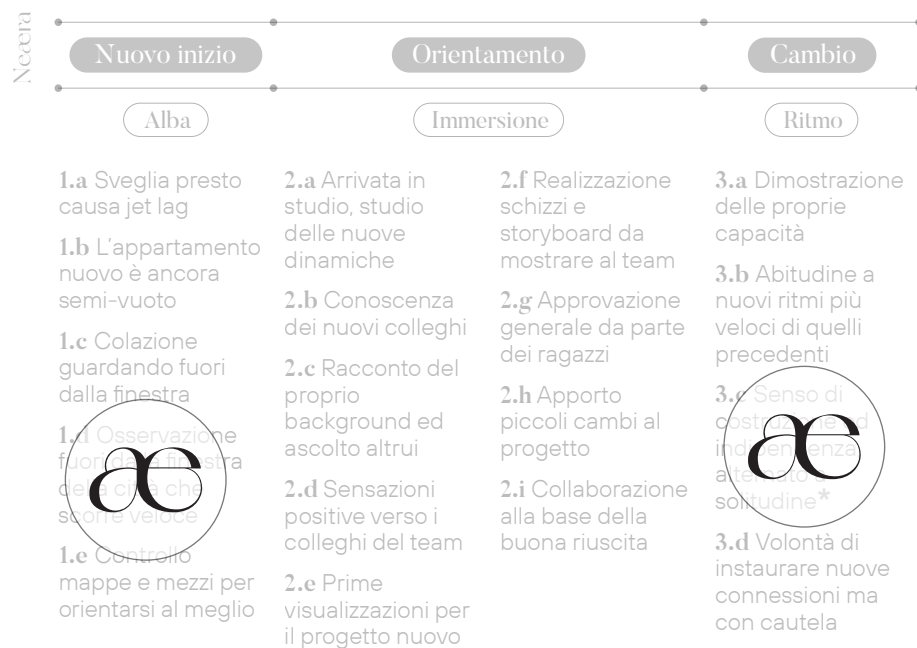 Neæra
Nuovo inizio
Orientamento
Cambio
Alba
Immersione
Ritmo
1.a Sveglia presto
causa jet lag
1.b L'appartamento
nuovo è ancora
semi-vuoto
1.c Colazione
guardando fuori
dalla finestra
1.d Osservazione
fuori dalla finestra
della città che
scorre veloce
1.e Controllo
mappe e mezzi per
orientarsi al meglio
æ
2.a Arrivata in
studio, studio
delle nuove
dinamiche
2.b Conoscenza
dei nuovi colleghi
2.c Racconto del
proprio
background ed
ascolto altrui
2.d Sensazioni
positive verso i
colleghi del team
2.e Prime
visualizzazioni per
il progetto nuovo
2.f Realizzazione
schizzi e
storyboard da
mostrare al team
2.g Approvazione
generale da parte
dei ragazzi
2.h Apporto
piccoli cambi al
progetto
2.i Collaborazione
alla base della
buona riuscita
3.a Dimostrazione
delle proprie
capacità
3.b Abitudine a
nuovi ritmi più
veloci di quelli
precedenti
3.c Senso di
costruzione ed
indipendenza
alternato a
solitudine*
æ
3.d Volontà di
instaurare nuove
connessioni ma
con cautela